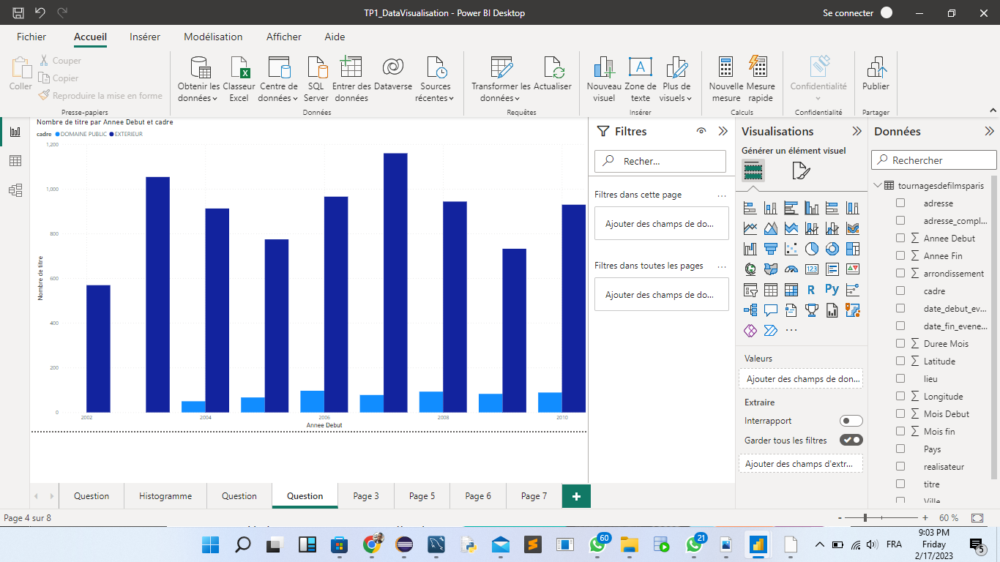 TP1_DataVisualisation - Power BI Desktop
Se connecter
Fichier Accueil Insérer Modélisation Afficher Aide
Coller
Couper
Copier
Reproduire la mise en forme
Presse-papiers
Obtenir les données
Classeur Excel
Centre de données
SQL Server
Entrer des données
Dataverse
Sources récentes
Données
Transformer les données
Actualiser
Requêtes
Nouveau visuel
Zone de texte
Plus de visuels
Insérer
Nouvelle mesure
Mesure rapide
Calculs
Confidentialité
Confidentialité
Publier
Partager
Nombre de titre par Annee Debut et cadre
cadre DOMAINE PUBLIC EXTERIEUR
1,200
1,000
800
600
400
200
0
Nombre de titre
2002 2004 2006 2008 2010
Annee Debut
Filtres
Recher...
Filtres dans cette page ...
Ajouter des champs de do...
Filtres dans toutes les pages ...
Ajouter des champs de do...
Visualisations
Générer un élément visuel
123
R
Py
...
Valeurs
Ajouter des champs de don...
Extraire
Interrapport
Garder tous les filtres
Ajouter des champs d'extr...
Données
Rechercher
tournagesdefilmsparis
adresse
adresse_compl...
Annee Debut
Annee Fin
arrondissement
cadre
date_debut_ev...
date_fin_evene...
Duree Mois
Latitude
lieu
Longitude
Mois Debut
Mois fin
Pays
realisateur
titre
Ville
Question Histogramme Question Question Page 3 Page 5 Page 6 Page 7 +
Page 4 sur 8
- + 60 %
60
21
FRA
9:03 PM
Friday
2/17/2023
5